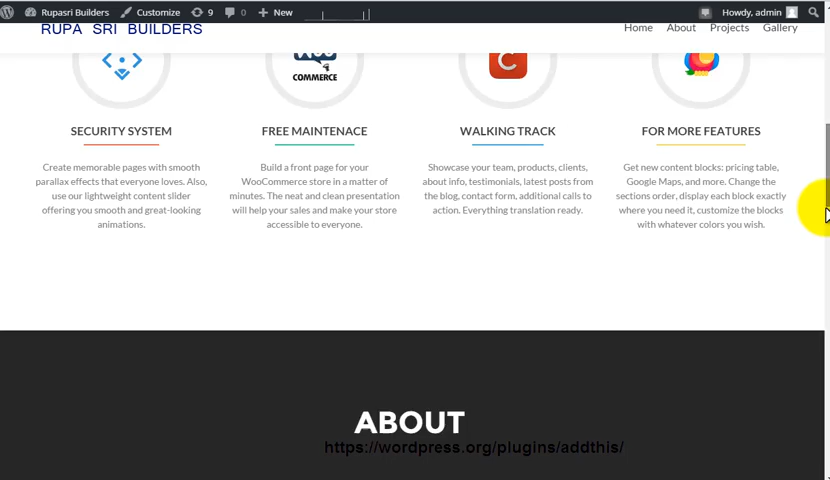 Rupasri Builders Customize 9 0 New Howdy, admin
RUPA SRI BUILDERS Home About Projects Gallery
WOO
COMMERCE
SECURITY SYSTEM
Create memorable pages with smooth
parallax effects that everyone loves. Also,
use our lightweight content slider
offering you smooth and great-looking
animations.
FREE MAINTENACE
Build a front page for your
WooCommerce store in a matter of
minutes. The neat and clean presentation
will help your sales and make your store
accessible to everyone.
WALKING TRACK
Showcase your team, products, clients,
about info, testimonials, latest posts from
the blog, contact form, additional calls to
action. Everything translation ready.
FOR MORE FEATURES
Get new content blocks: pricing table,
Google Maps, and more. Change the
sections order, display each block exactly
where you need it, customize the blocks
with whatever colors you wish.
ABOUT
https://wordpress.org/plugins/addthis/